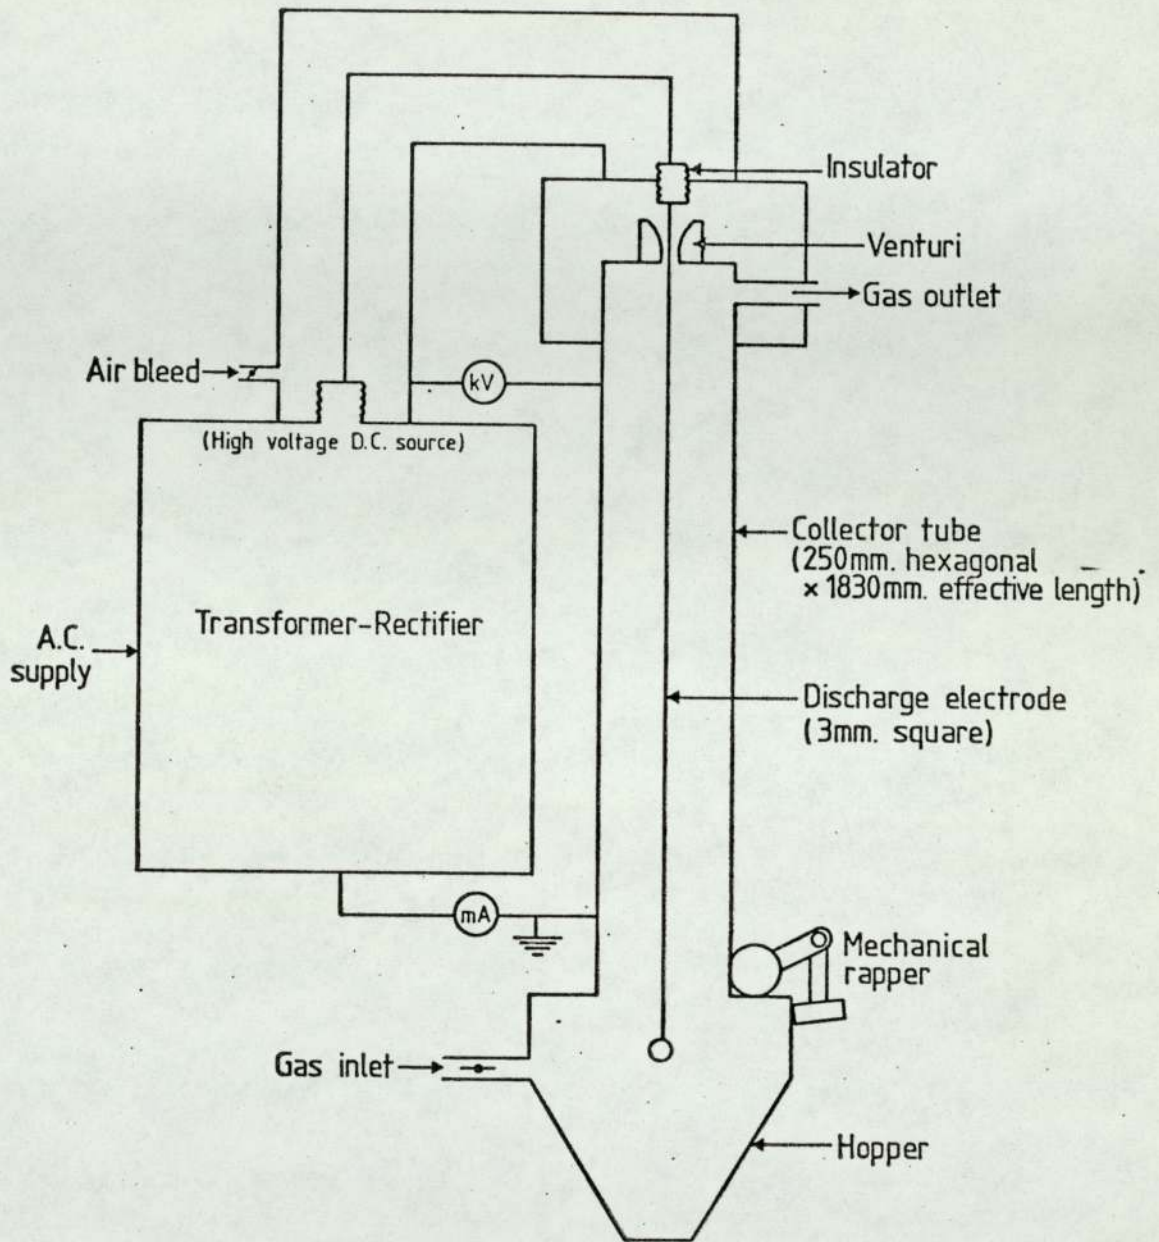 Insulator
Venturi
Gas outlet
Air bleed
kV
(High voltage D.C. source)
Collector tube
(250mm. hexagonal
× 1830mm. effective length)
Transformer-Rectifier
A.C.
supply
Discharge electrode
(3mm. square)
mA
Mechanical
rapper
Gas inlet
Hopper